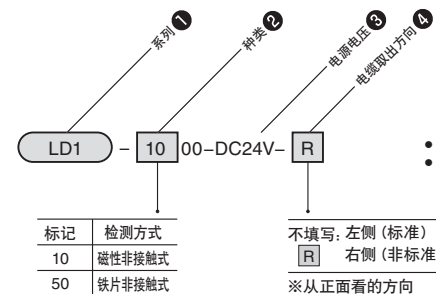 系列❶
种类❷
电源电压❸
电缆取出方向❹
LD1 - 10 00-DC24V- R
标记 检测方式
10 磁性非接触式
50 铁片非接触式
不填写: 左侧 (标准)
R 右侧 (非标准
※从正面看的方向